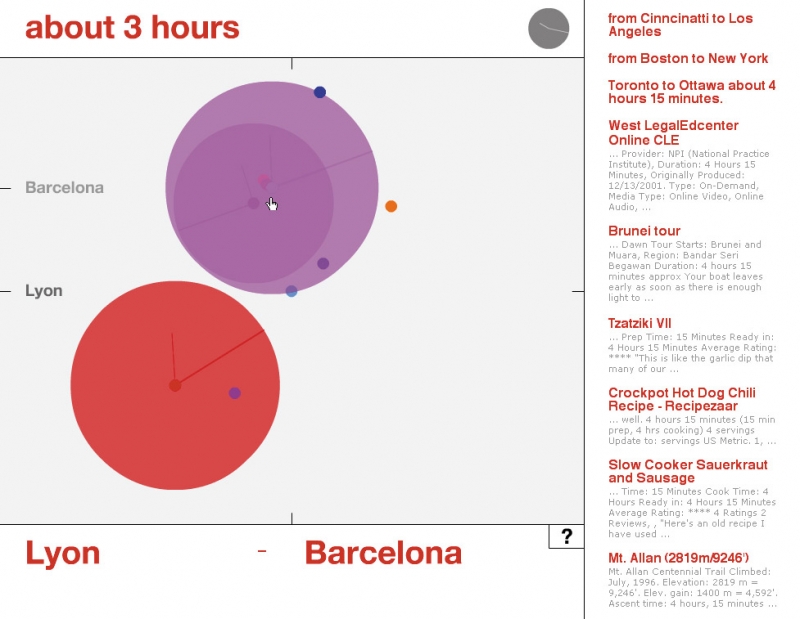 about 3 hours
Barcelona
Lyon
Lyon - Barcelona
?
from Cinncinatti to Los
Angeles
from Boston to New York
Toronto to Ottawa about 4
hours 15 minutes.
West LegalEdcenter
Online CLE
... Provider: NPI (National Practice
Institute), Duration: 4 Hours 15
Minutes, Originally Produced:
12/13/2001. Type: On-Demand,
Media Type: Online Video, Online
Audio, ...
Brunei tour
... Dawn Tour Starts: Brunei and
Muara, Region: Bandar Seri
Begawan Duration: 4 hours 15
minutes approx Your boat leaves
early as soon as there is enough
light to ...
Tzatziki VII
... Prep Time: 15 Minutes Ready in:
4 Hours 15 Minutes Average Rating:
**** "This is like the garlic dip that
many of our ...
Crockpot Hot Dog Chili
Recipe - Recipezaar
... well. 4 hours 15 minutes (15 min
prep, 4 hrs cooking) 4 servings
Update to: servings US Metric. 1, ...
Slow Cooker Sauerkraut
and Sausage
... Time: 15 Minutes Cook Time: 4
Hours Ready in: 4 Hours 15 Minutes
Average Rating: **** 4 Ratings 2
Reviews, , "Here's an old recipe I
have used ...
Mt. Allan (2819m/9246')
Mt. Allan Centennial Trail Climbed:
July, 1996. Elevation: 2819 m =
9,246'. Elev. gain: 1400 m = 4,592'.
Ascent time: 4 hours, 15 minutes ...